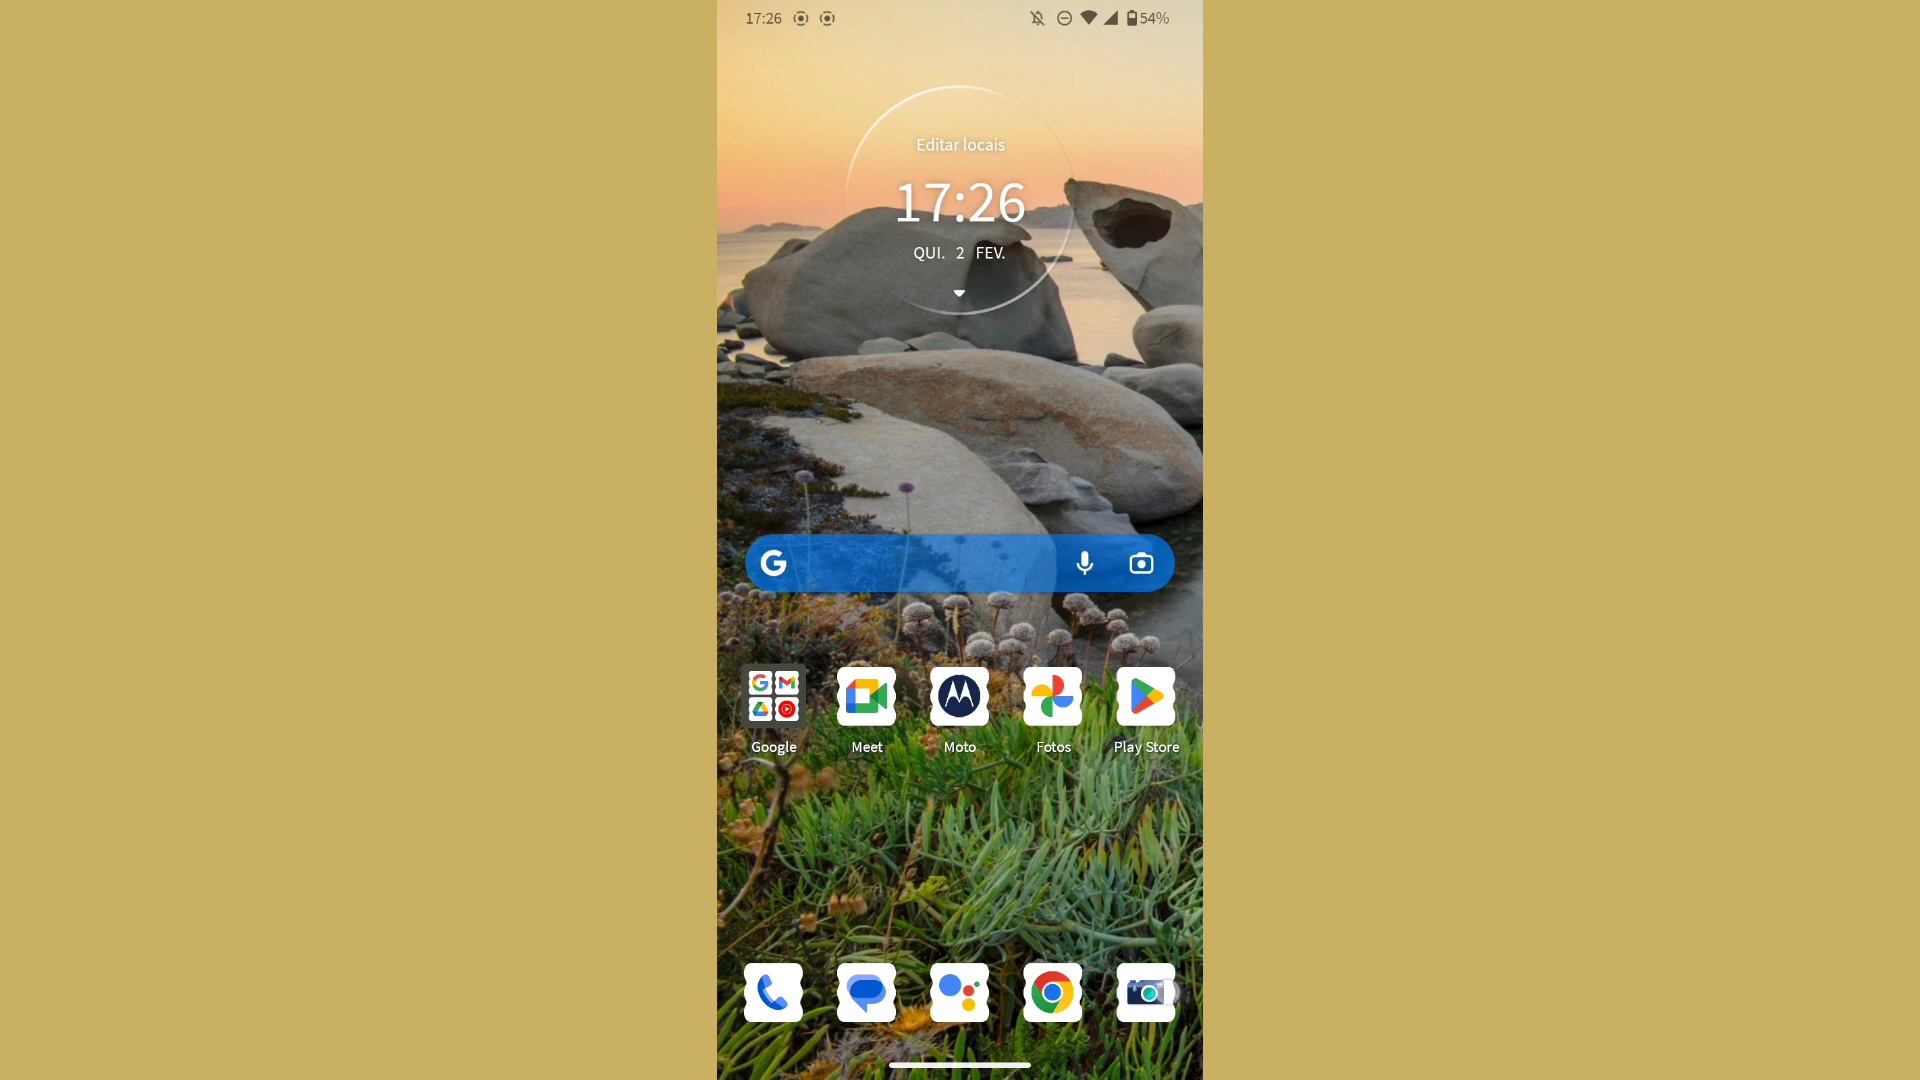 17:26
54%
Editar locais
17:26
QUI. 2 FEV.
Google
Meet
Moto
Fotos
Play Store